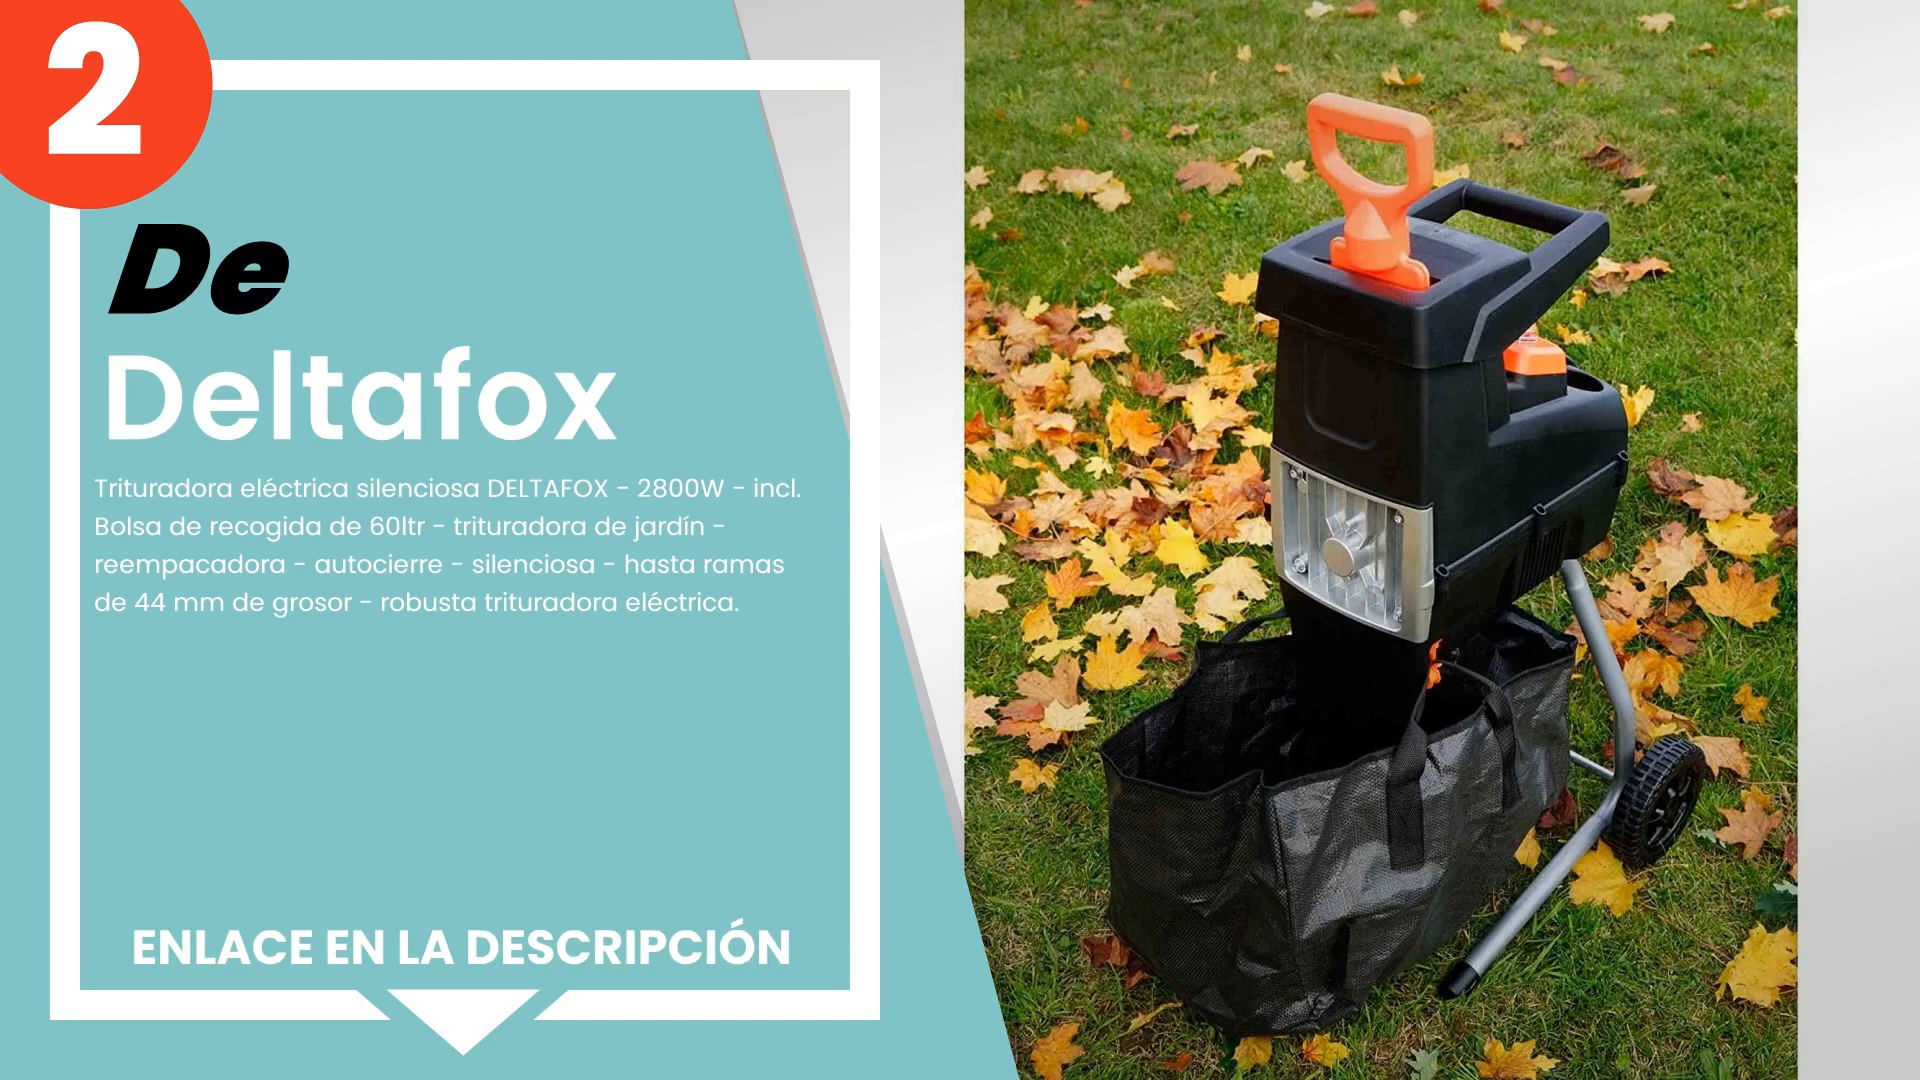 2
De
Deltafox
Trituradora eléctrica silenciosa DELTAFOX - 2800W - incl.
Bolsa de recogida de 60ltr - trituradora de jardín -
reempacadora - autocierre - silenciosa - hasta ramas
de 44 mm de grosor - robusta trituradora eléctrica.
ENLACE EN LA DESCRIPCIÓN